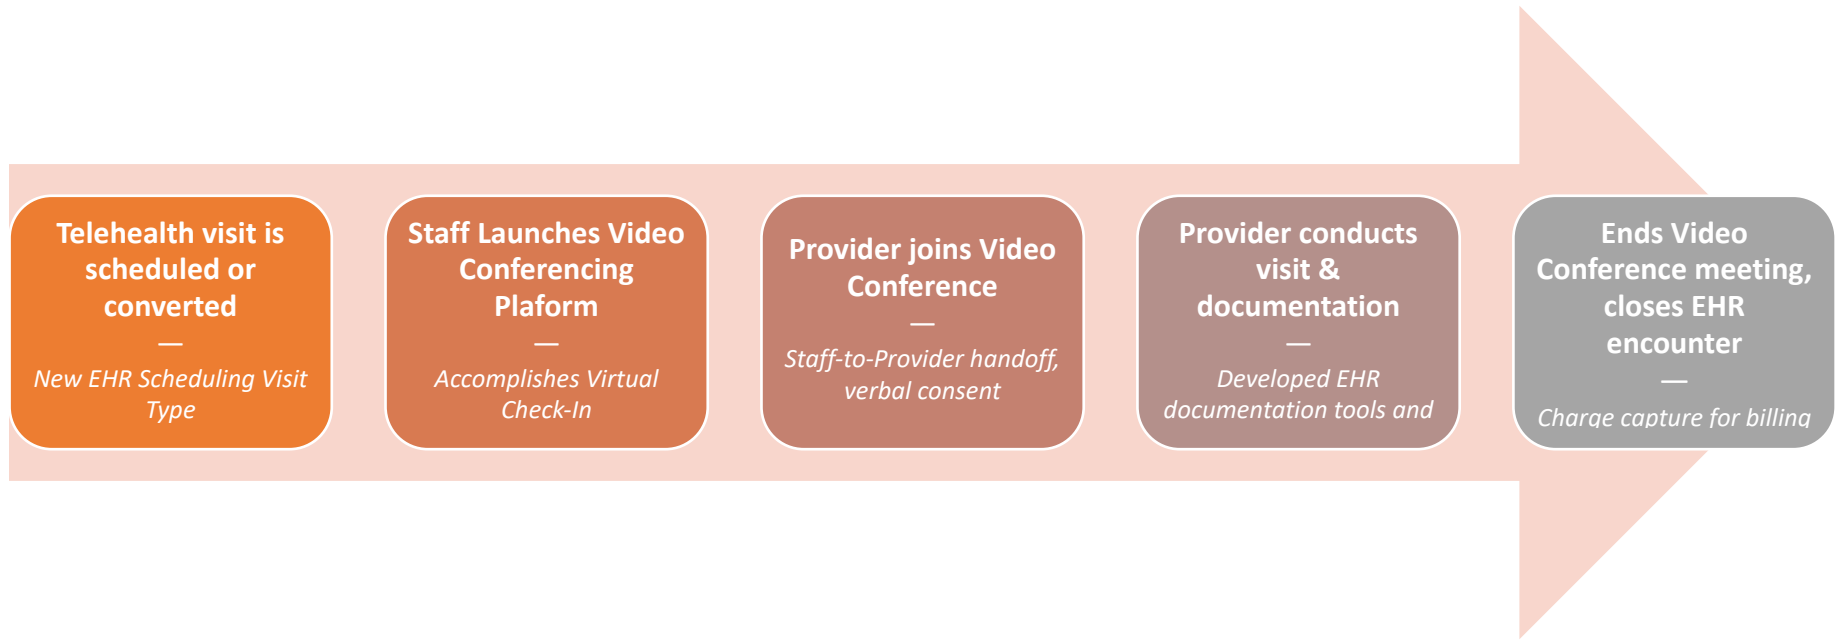 Telehealth visit is
scheduled or
converted
—
New EHR Scheduling Visit
Type
Staff Launches Video
Conferencing
Plaform
—
Accomplishes Virtual
Check-In
Provider joins Video
Conference
—
Staff-to-Provider handoff,
verbal consent
Provider conducts
visit &
documentation
—
Developed EHR
documentation tools and
Ends Video
Conference meeting,
closes EHR
encounter
—
Charge capture for billing